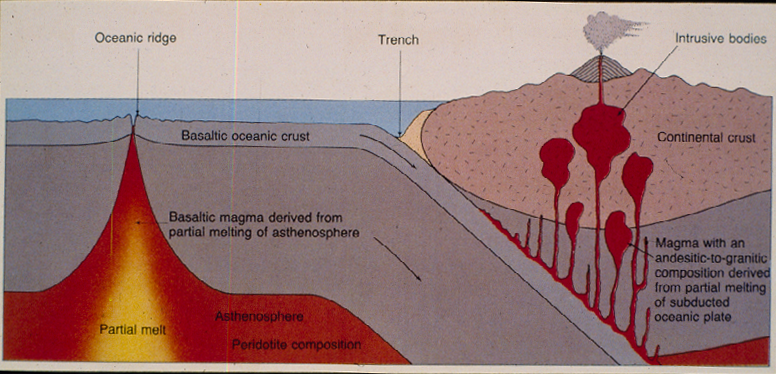 Oceanic ridge
Trench
Intrusive bodies
Basaltic oceanic crust
Continental crust
Basaltic magma derived from
partial melting of asthenosphere
Magma with an
andesitic-to-granitic
composition derived
from partial melting
of subducted
oceanic plate
Asthenosphere
Partial melt
Peridotite composition